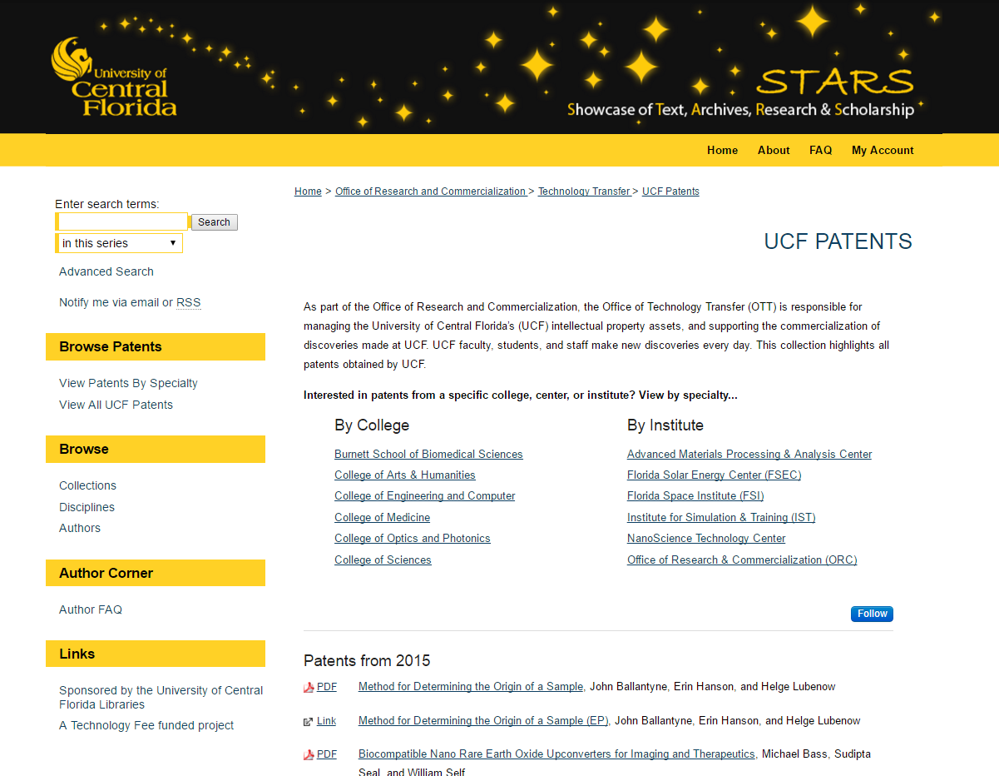 University of
Central
Florida
STARS
Showcase of Text, Archives, Research & Scholarship
Home About FAQ My Account
Home > Office of Research and Commercialization > Technology Transfer > UCF Patents
Enter search terms:
Search
in this series
Advanced Search
Notify me via email or RSS
Browse Patents
View Patents By Specialty
View All UCF Patents
Browse
Collections
Disciplines
Authors
Author Corner
Author FAQ
Links
Sponsored by the University of Central
Florida Libraries
A Technology Fee funded project
UCF PATENTS
As part of the Office of Research and Commercialization, the Office of Technology Transfer (OTT) is responsible for
managing the University of Central Florida's (UCF) intellectual property assets, and supporting the commercialization of
discoveries made at UCF. UCF faculty, students, and staff make new discoveries every day. This collection highlights all
patents obtained by UCF.
Interested in patents from a specific college, center, or institute? View by specialty...
By College
Burnett School of Biomedical Sciences
College of Arts & Humanities
College of Engineering and Computer
College of Medicine
College of Optics and Photonics
College of Sciences
By Institute
Advanced Materials Processing & Analysis Center
Florida Solar Energy Center (FSEC)
Florida Space Institute (FSI)
Institute for Simulation & Training (IST)
NanoScience Technology Center
Office of Research & Commercialization (ORC)
Follow
Patents from 2015
PDF Method for Determining the Origin of a Sample, John Ballantyne, Erin Hanson, and Helge Lubenow
Link Method for Determining the Origin of a Sample (EP), John Ballantyne, Erin Hanson, and Helge Lubenow
PDF Biocompatible Nano Rare Earth Oxide Upconverters for Imaging and Therapeutics, Michael Bass, Sudipta
Seal, and William Self